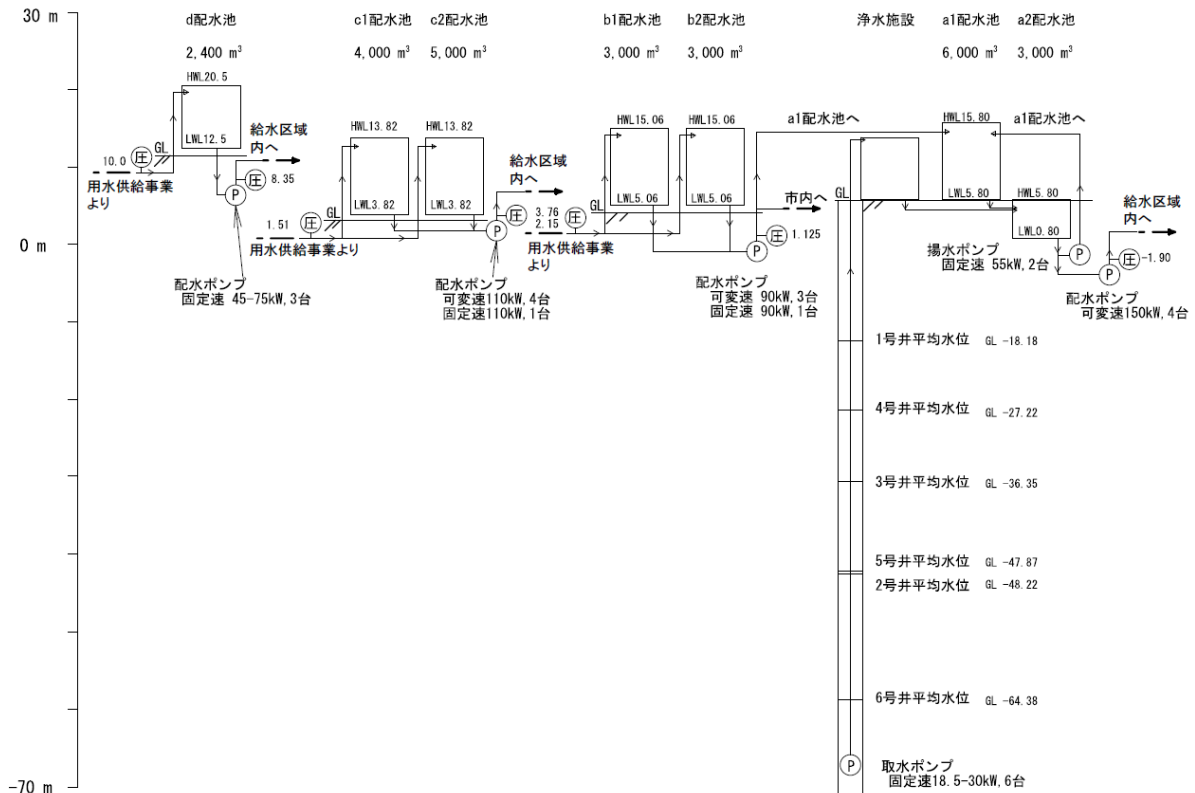 30 m
0 m
-70 m
d配水池
2,400 m³
HWL20.5
LWL12.5
GL
10.0
圧
用水供給事業
より
給水区域
内へ
圧
8.35
P
配水ポンプ
固定速 45-75kW,3台
c1配水池
4,000 m³
c2配水池
5,000 m³
HWL13.82
HWL13.82
LWL3.82
LWL3.82
GL
1.51
圧
用水供給事業より
給水区域
内へ
圧
P
配水ポンプ
可変速110kW,4台
固定速110kW,1台
b1配水池
3,000 m³
b2配水池
3,000 m³
HWL15.06
HWL15.06
LWL5.06
LWL5.06
GL
3.76
2.15
圧
用水供給事業
より
a1配水池へ
市内へ
圧
1.125
P
配水ポンプ
可変速 90kW,3台
固定速 90kW,1台
浄水施設
a1配水池
6,000 m³
a2配水池
3,000 m³
HWL15.80
LWL5.80
HWL5.80
LWL0.80
GL
a1配水池へ
給水区域
内へ
揚水ポンプ
固定速 55kW,2台
P
圧
-1.90
P
配水ポンプ
可変速150kW,4台
1号井平均水位 GL -18.18
4号井平均水位 GL -27.22
3号井平均水位 GL -36.35
5号井平均水位 GL -47.87
2号井平均水位 GL -48.22
6号井平均水位 GL -64.38
P
取水ポンプ
固定速18.5-30kW,6台